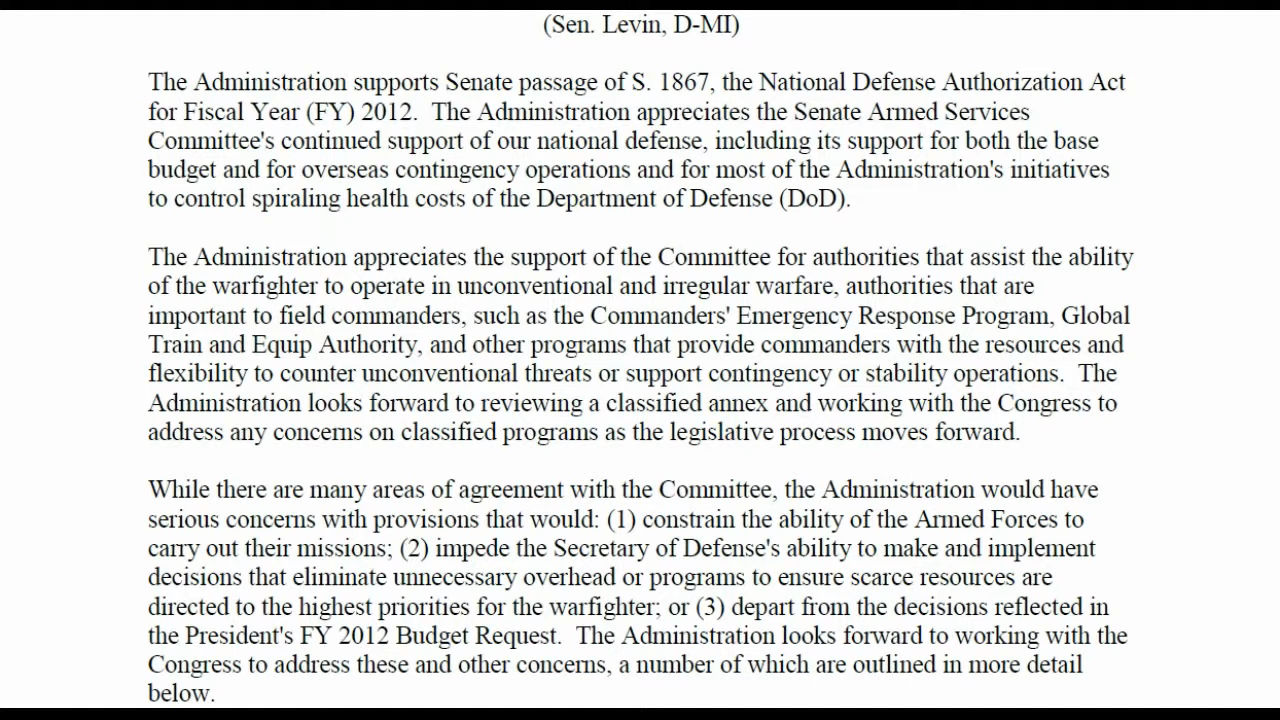 (Sen. Levin, D-MI)
The Administration supports Senate passage of S. 1867, the National Defense Authorization Act
for Fiscal Year (FY) 2012.  The Administration appreciates the Senate Armed Services
Committee's continued support of our national defense, including its support for both the base
budget and for overseas contingency operations and for most of the Administration's initiatives
to control spiraling health costs of the Department of Defense (DoD).
The Administration appreciates the support of the Committee for authorities that assist the ability
of the warfighter to operate in unconventional and irregular warfare, authorities that are
important to field commanders, such as the Commanders' Emergency Response Program, Global
Train and Equip Authority, and other programs that provide commanders with the resources and
flexibility to counter unconventional threats or support contingency or stability operations.  The
Administration looks forward to reviewing a classified annex and working with the Congress to
address any concerns on classified programs as the legislative process moves forward.
While there are many areas of agreement with the Committee, the Administration would have
serious concerns with provisions that would: (1) constrain the ability of the Armed Forces to
carry out their missions; (2) impede the Secretary of Defense's ability to make and implement
decisions that eliminate unnecessary overhead or programs to ensure scarce resources are
directed to the highest priorities for the warfighter; or (3) depart from the decisions reflected in
the President's FY 2012 Budget Request.  The Administration looks forward to working with the
Congress to address these and other concerns, a number of which are outlined in more detail
below.